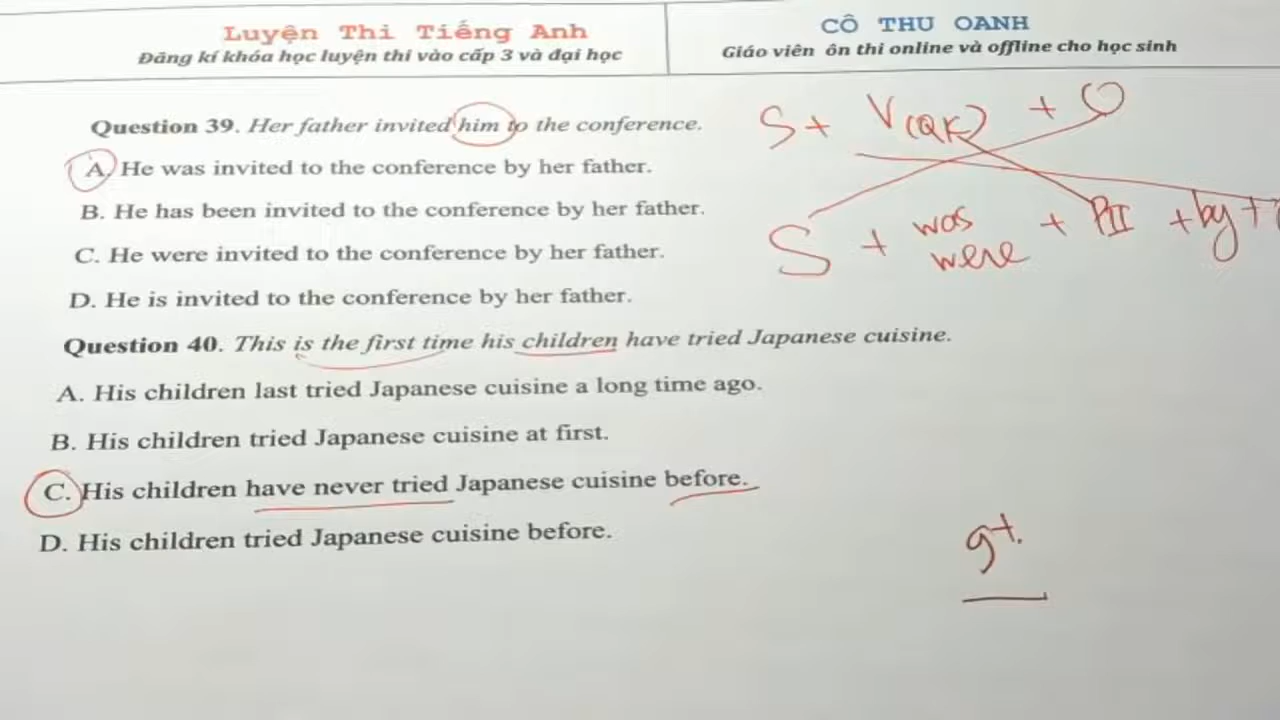 Luyện Thi Tiếng Anh
Đăng kí khóa học luyện thi vào cấp 3 và đại học
CÔ THU OANH
Giáo viên ôn thi online và offline cho học sinh
Question 39. Her father invited him to the conference.
A. He was invited to the conference by her father.
B. He has been invited to the conference by her father.
C. He were invited to the conference by her father.
D. He is invited to the conference by her father.
Question 40. This is the first time his children have tried Japanese cuisine.
A. His children last tried Japanese cuisine a long time ago.
B. His children tried Japanese cuisine at first.
C. His children have never tried Japanese cuisine before.
D. His children tried Japanese cuisine before.
S + V(QK) + O
S + was + PII + by +
were
9+.